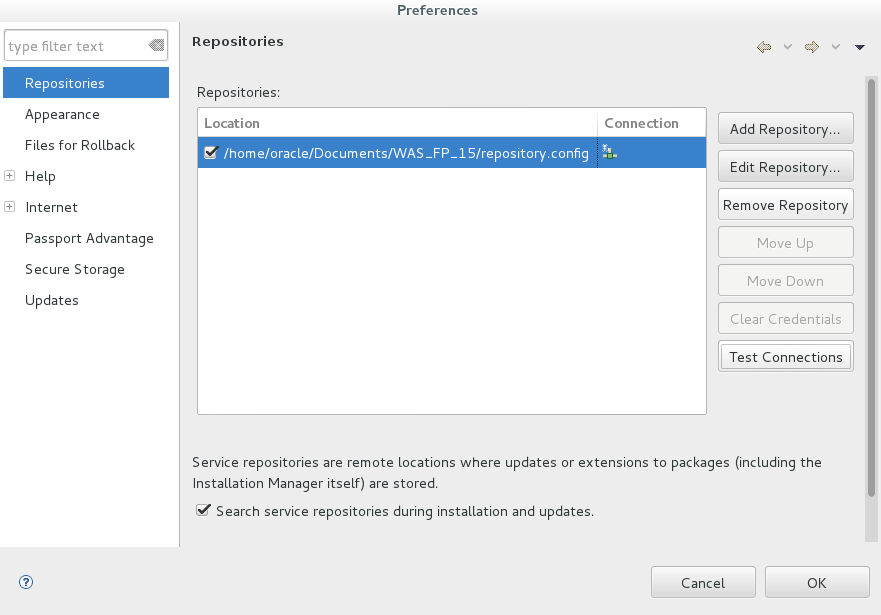 Preferences
type filter text
Repositories
Appearance
Files for Rollback
Help
Internet
Passport Advantage
Secure Storage
Updates
Repositories
Repositories:
Location Connection
/home/oracle/Documents/WAS_FP_15/repository.config
Add Repository...
Edit Repository...
Remove Repository
Move Up
Move Down
Clear Credentials
Test Connections
Service repositories are remote locations where updates or extensions to packages (including the
Installation Manager itself) are stored.
Search service repositories during installation and updates.
?
Cancel OK